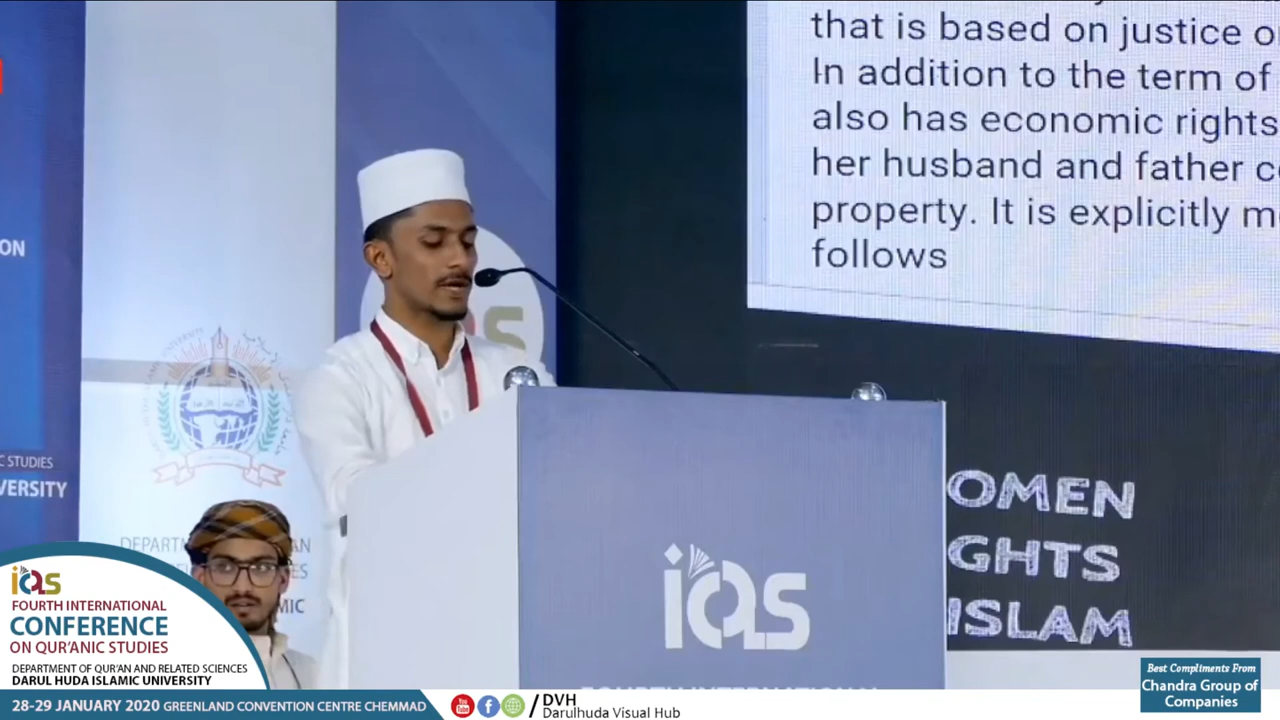 that is based on justice o
In addition to the term of
also has economic rights
her husband and father c
property. It is explicitly m
follows
ON
C STUDIES
VERSITY
OMEN
GHTS
ISLAM
iQS
iQS
FOURTH INTERNATIONAL
CONFERENCE
ON QUR'ANIC STUDIES
DEPARTMENT OF QUR'AN AND RELATED SCIENCES
DARUL HUDA ISLAMIC UNIVERSITY
28-29 JANUARY 2020 GREENLAND CONVENTION CENTRE CHEMMAD
You Tube
DVH
Darulhuda Visual Hub
Best Compliments From
Chandra Group of
Companies